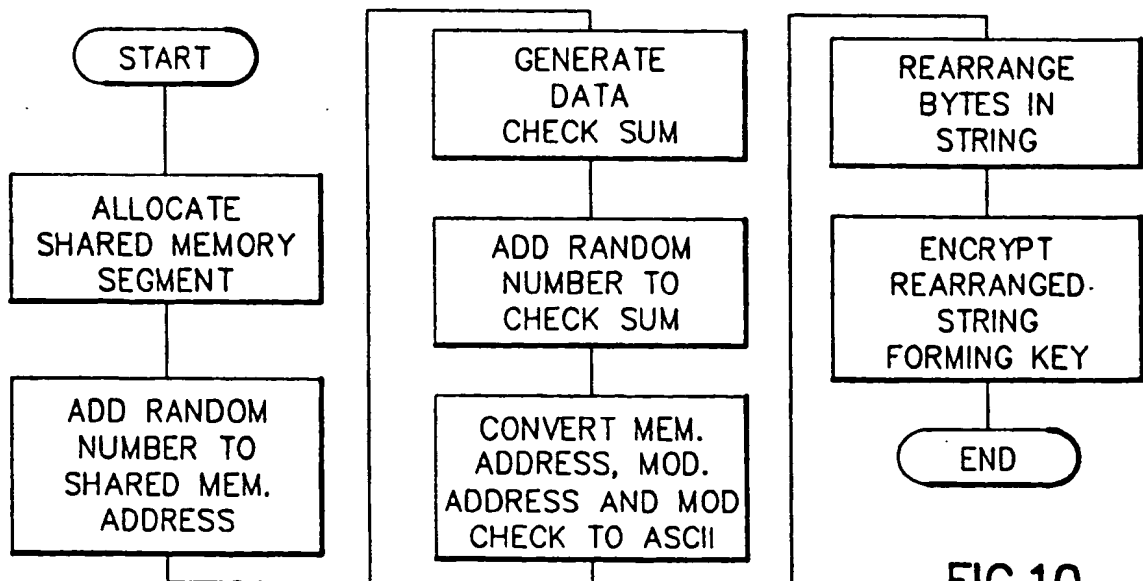 START
ALLOCATE
SHARED MEMORY
SEGMENT
ADD RANDOM
NUMBER TO
SHARED MEM.
ADDRESS
GENERATE
DATA
CHECK SUM
ADD RANDOM
NUMBER TO
CHECK SUM
CONVERT MEM.
ADDRESS, MOD.
ADDRESS AND MOD
CHECK TO ASCII
REARRANGE
BYTES IN
STRING
ENCRYPT
REARRANGED
STRING
FORMING KEY
END
FIG.10